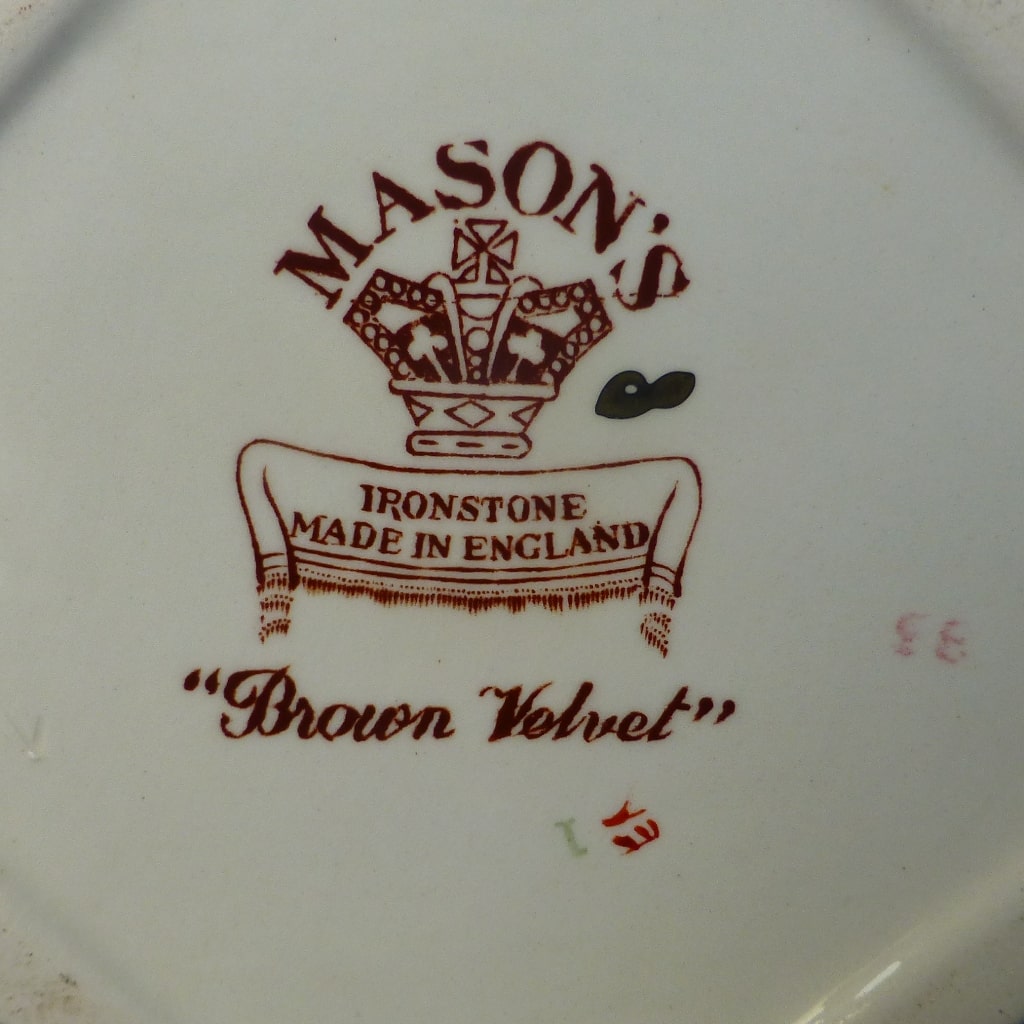 MASON'S
IRONSTONE
MADE IN ENGLAND
"Brown Velvet"